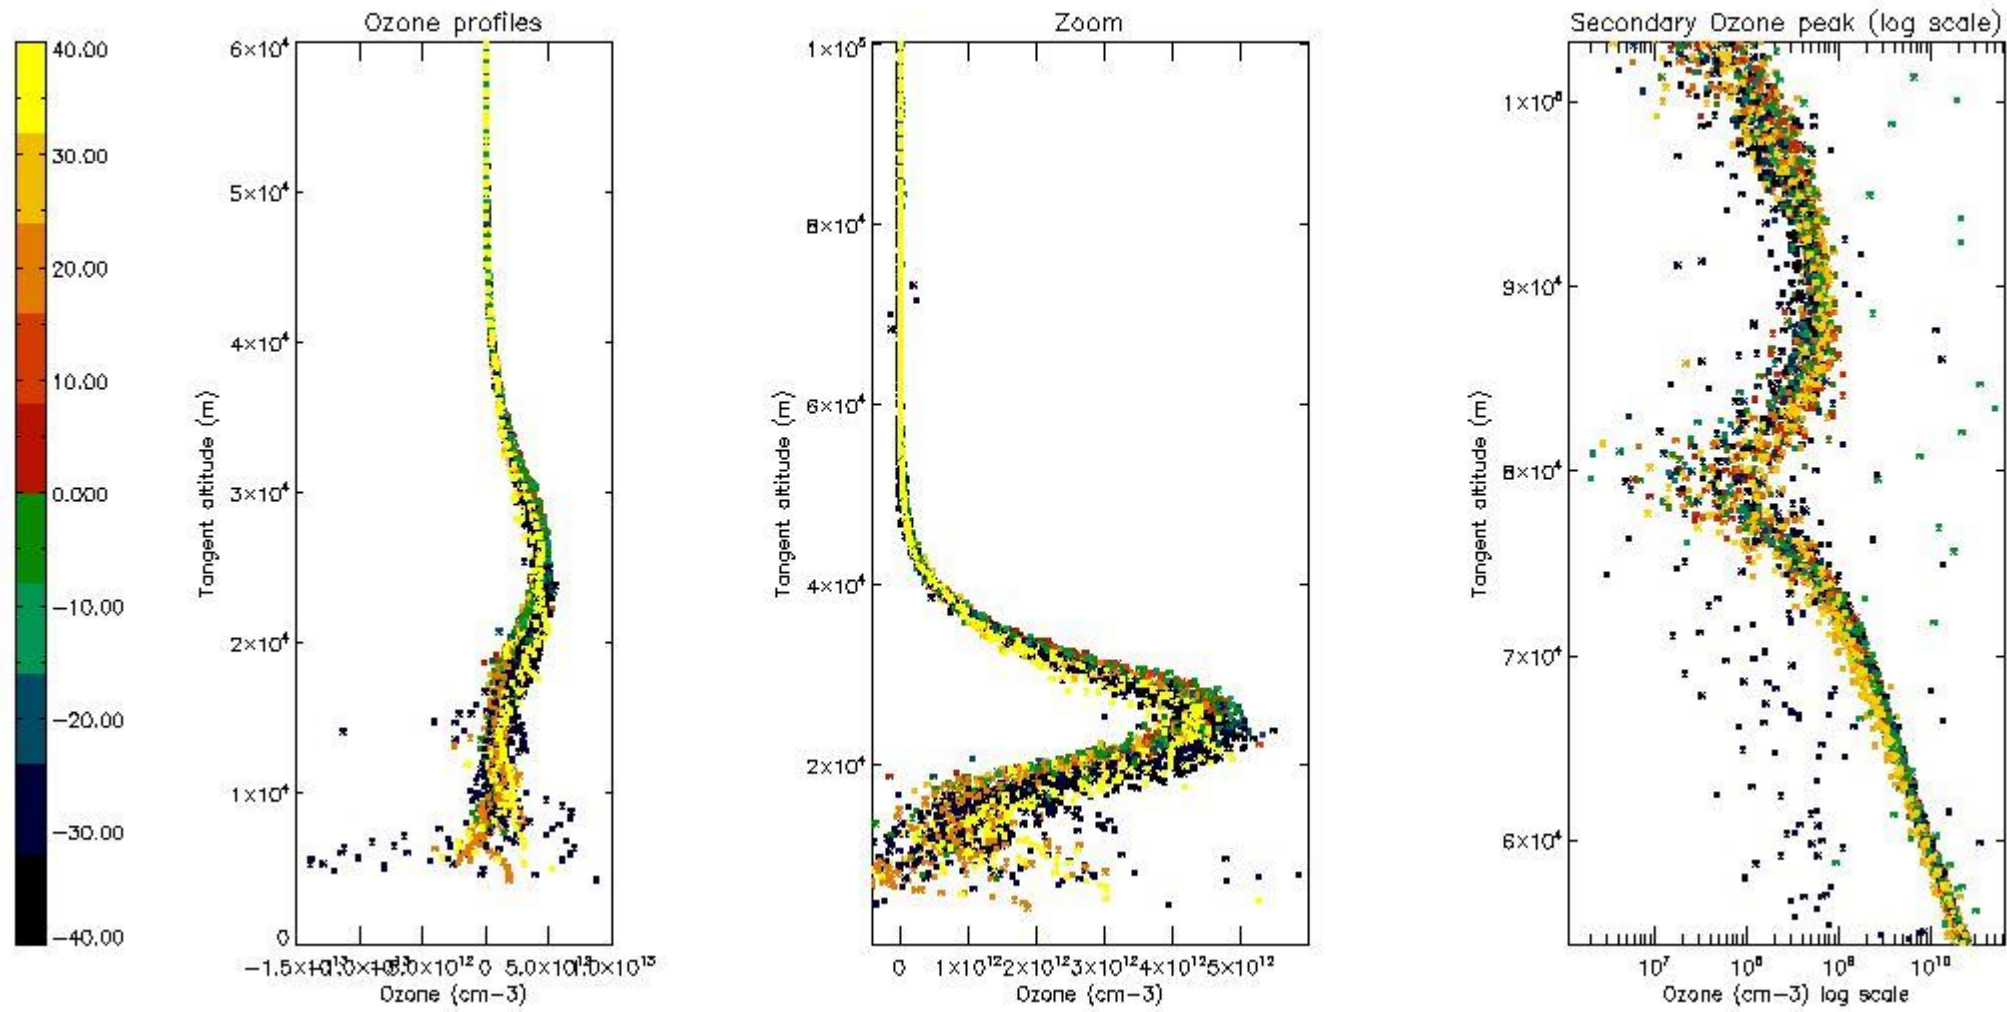 Ozone profiles
Zoom
Secondary Ozone peak (log scale)
40.00
30.00
20.00
10.00
0.000
−10.00
−20.00
−30.00
−40.00
6×10⁴
5×10⁴
4×10⁴
3×10⁴
2×10⁴
1×10⁴
0
Tangent altitude (m)
5.0×10¹²
0
1.0×10¹³
Ozone (cm−3)
1×10⁵
8×10⁴
6×10⁴
4×10⁴
2×10⁴
Tangent altitude (m)
0 1×10¹² 2×10¹² 3×10¹² 4×10¹² 5×10¹²
Ozone (cm−3)
1×10⁵
9×10⁴
8×10⁴
7×10⁴
6×10⁴
Tangent altitude (m)
10⁷ 10⁸ 10⁹ 10¹⁰
Ozone (cm−3) log scale